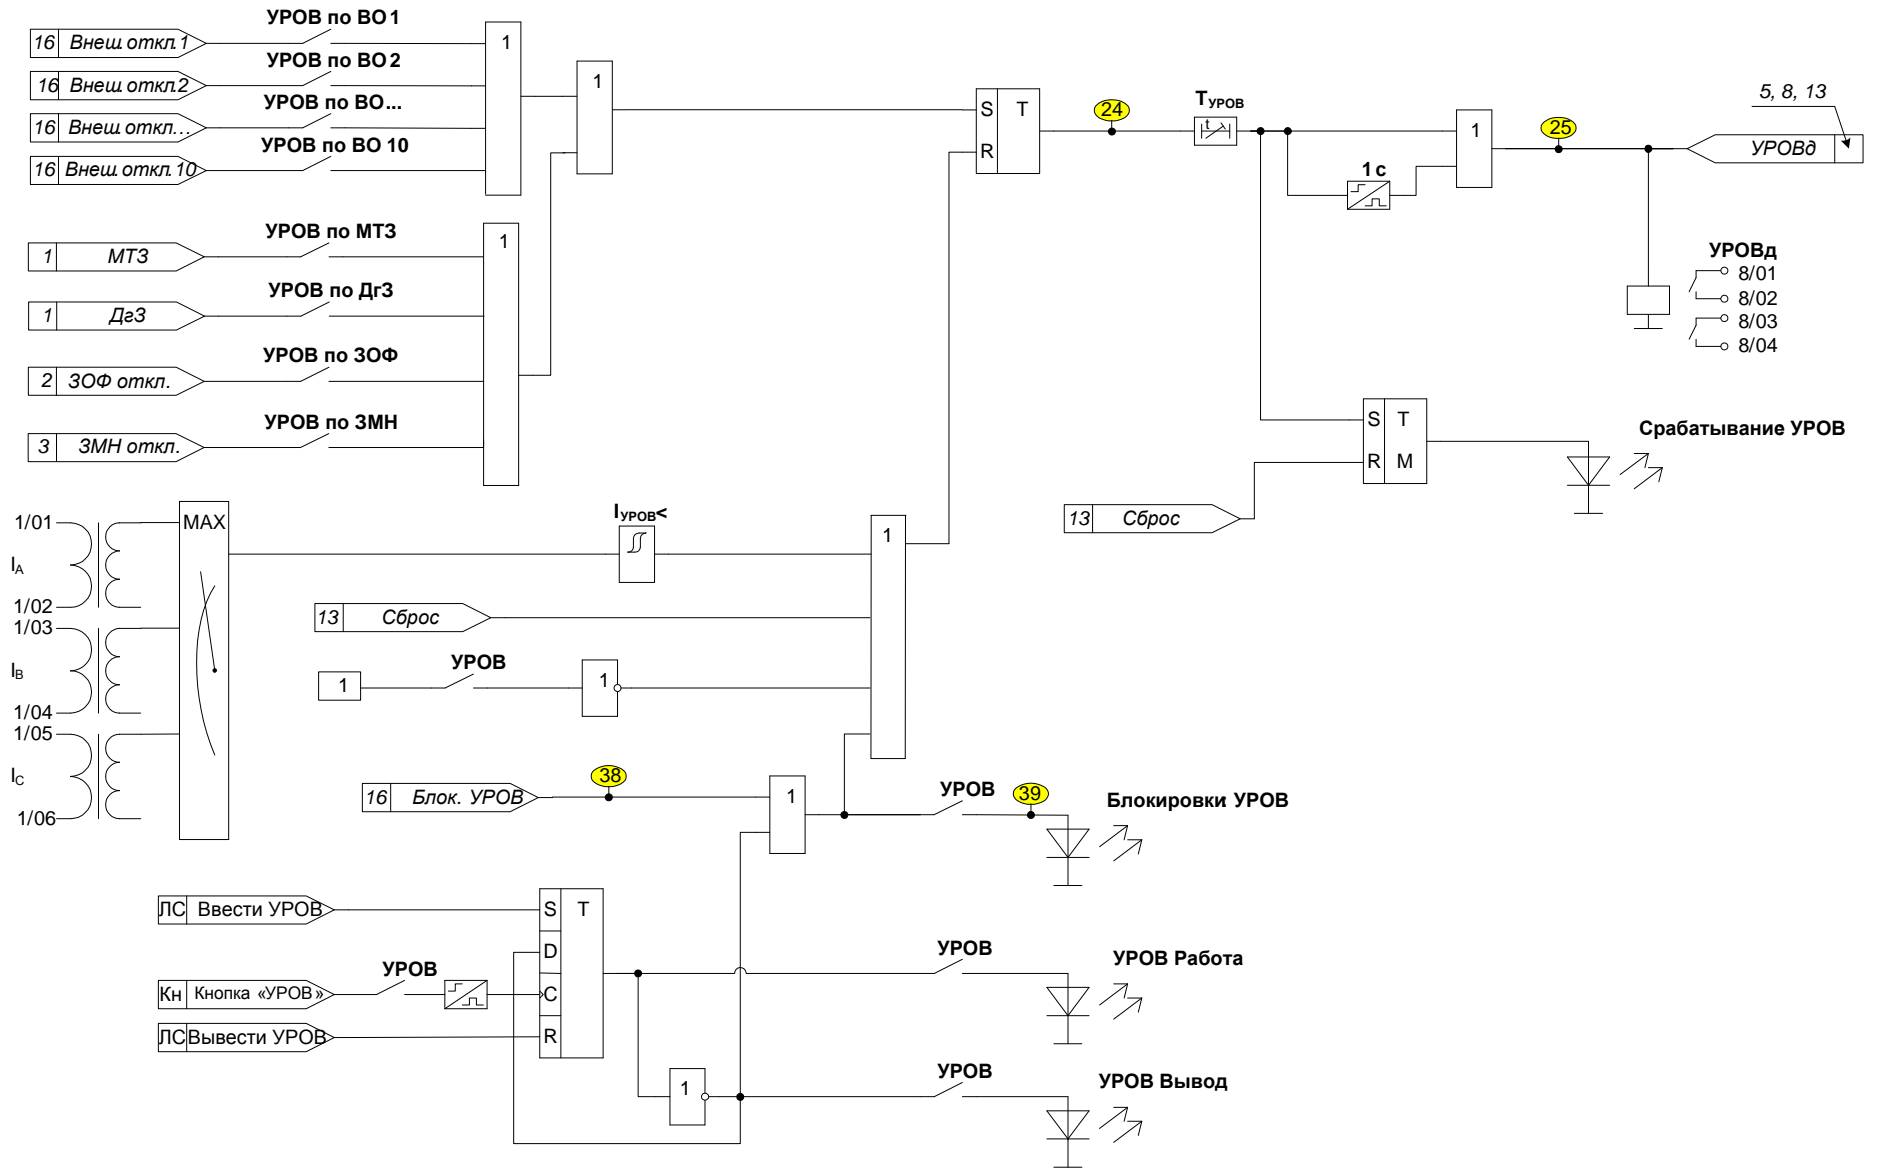 УРОВ по ВО 1
16 Внеш. откл.1
УРОВ по ВО 2
16 Внеш. откл.2
УРОВ по ВО...
16 Внеш. откл...
УРОВ по ВО 10
16 Внеш. откл. 10
1
1
УРОВ по МТЗ
1 МТЗ
УРОВ по ДгЗ
1 ДгЗ
УРОВ по ЗОФ
2 ЗОФ откл.
УРОВ по ЗМН
3 ЗМН откл.
1
S T
R
24
TУРОВ
1 с
1
25
5, 8, 13
УРОВд
УРОВд
8/01
8/02
8/03
8/04
S T
R M
Срабатывание УРОВ
13 Сброс
1/01
IA
1/02
1/03
IB
1/04
1/05
IC
1/06
MAX
IУРОВ<
1
13 Сброс
1
УРОВ
1
16 Блок. УРОВ
38
1
УРОВ
39
Блокировки УРОВ
ЛС Ввести УРОВ
Кн Кнопка «УРОВ»
УРОВ
ЛС Вывести УРОВ
S T
D
C
R
УРОВ
УРОВ Работа
1
УРОВ
УРОВ Вывод